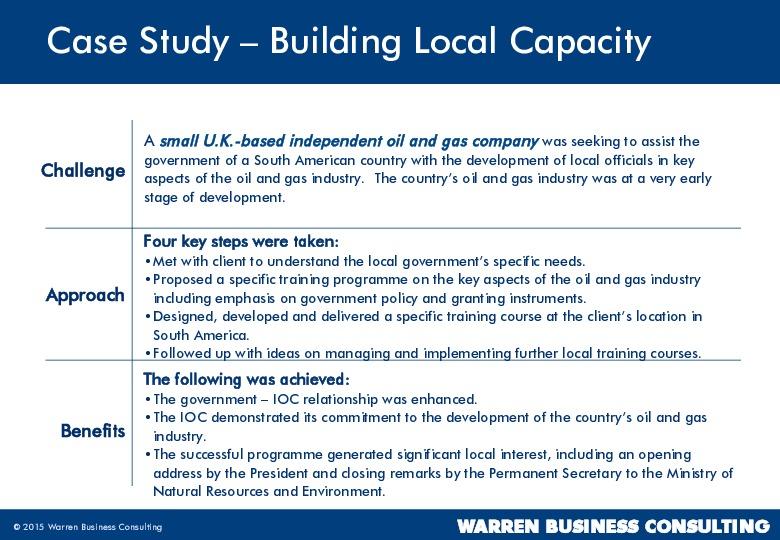 Case Study – Building Local Capacity
Challenge
A small U.K.-based independent oil and gas company was seeking to assist the
government of a South American country with the development of local officials in key
aspects of the oil and gas industry.  The country's oil and gas industry was at a very early
stage of development.
Approach
Four key steps were taken:
•Met with client to understand the local government's specific needs.
•Proposed a specific training programme on the key aspects of the oil and gas industry
including emphasis on government policy and granting instruments.
•Designed, developed and delivered a specific training course at the client's location in
South America.
•Followed up with ideas on managing and implementing further local training courses.
Benefits
The following was achieved:
•The government – IOC relationship was enhanced.
•The IOC demonstrated its commitment to the development of the country's oil and gas
industry.
•The successful programme generated significant local interest, including an opening
address by the President and closing remarks by the Permanent Secretary to the Ministry of
Natural Resources and Environment.
© 2015 Warren Business Consulting
WARREN BUSINESS CONSULTING